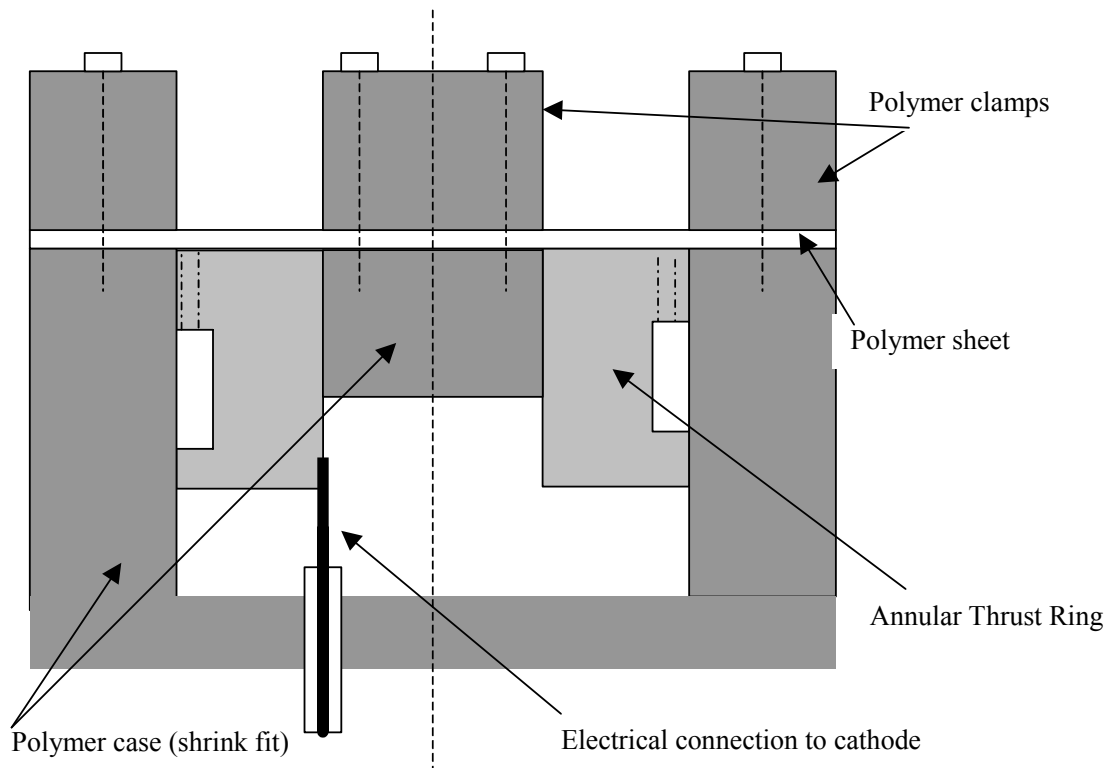 Polymer clamps
Polymer sheet
Annular Thrust Ring
Polymer case (shrink fit)
Electrical connection to cathode